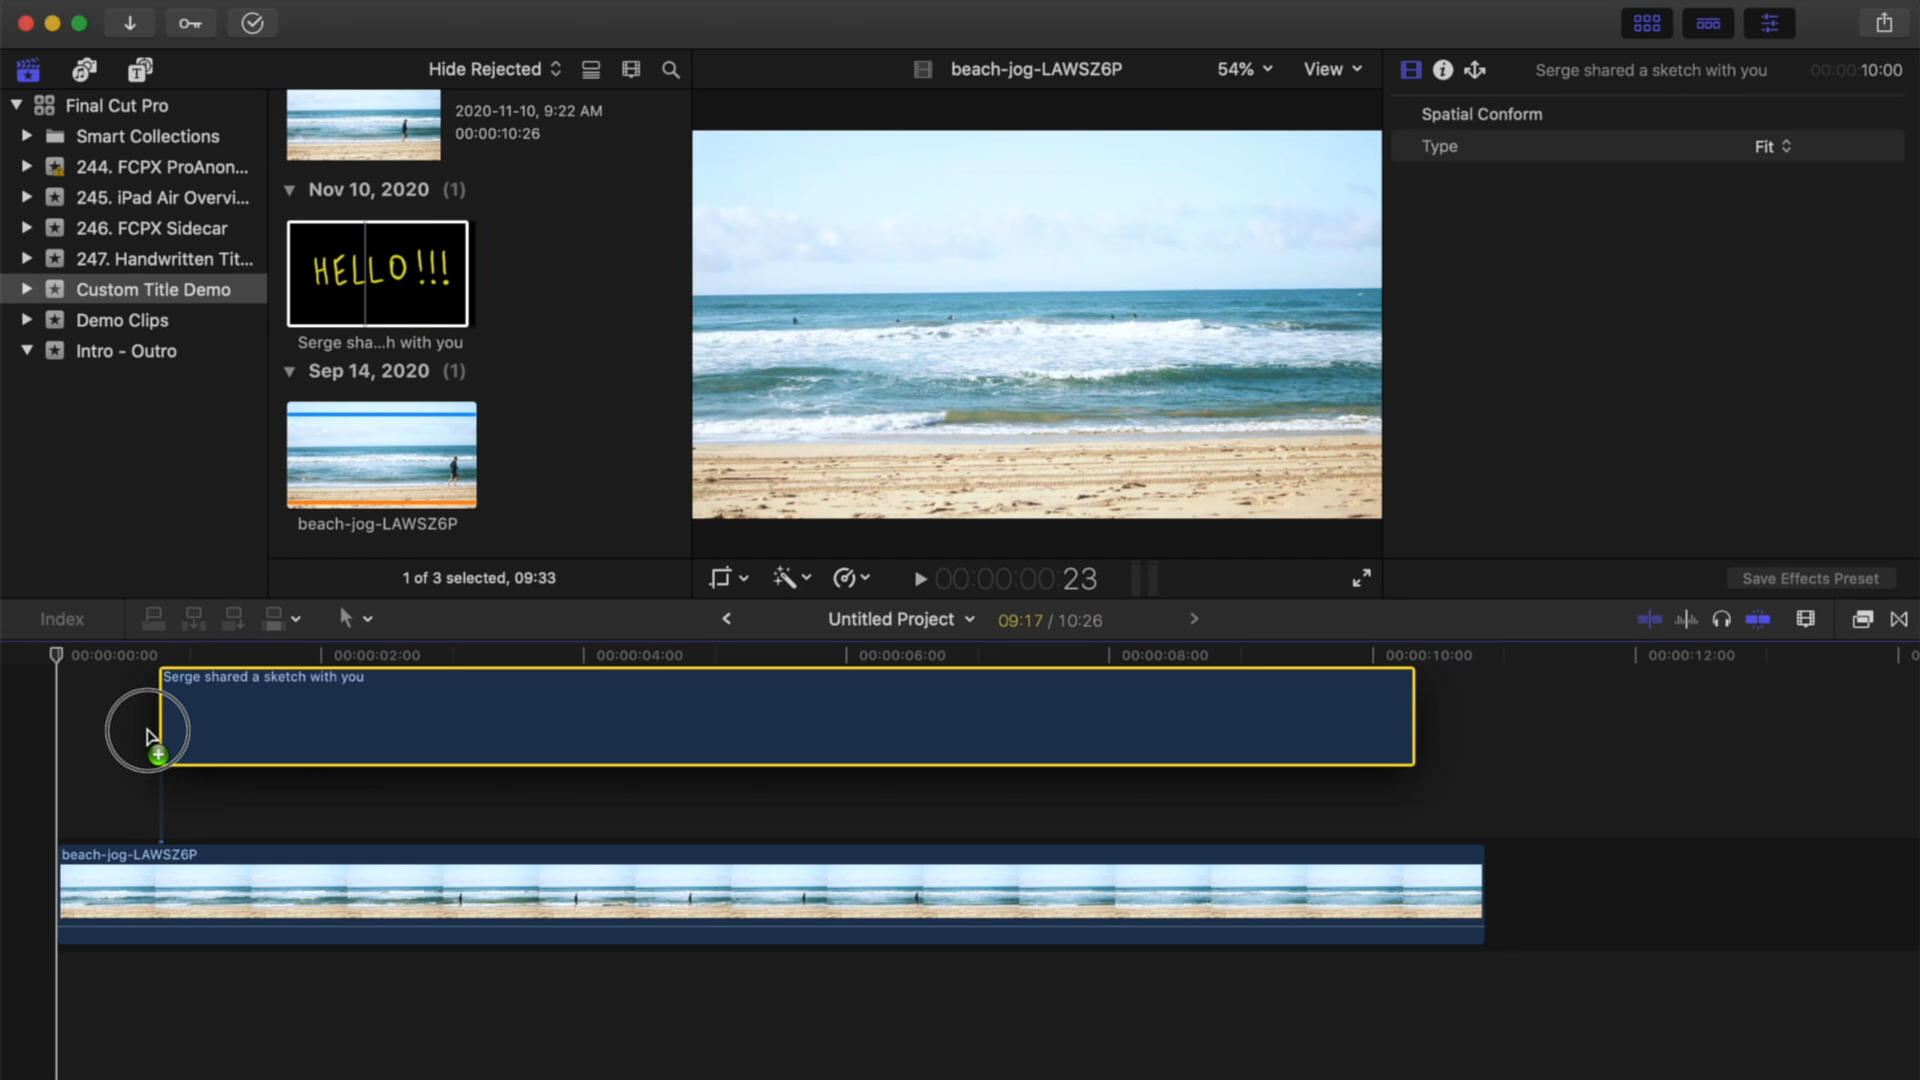 Hide Rejected
beach-jog-LAWSZ6P
54%
View
Serge shared a sketch with you
00:00:10:00
Final Cut Pro
Smart Collections
244. FCPX ProAnon...
245. iPad Air Overvi...
246. FCPX Sidecar
247. Handwritten Tit...
Custom Title Demo
Demo Clips
Intro - Outro
2020-11-10, 9:22 AM
00:00:10:26
Nov 10, 2020 (1)
HELLO!!!
Serge sha...h with you
Sep 14, 2020 (1)
beach-jog-LAWSZ6P
1 of 3 selected, 09:33
Spatial Conform
Type
Fit
00:00:00:23
Save Effects Preset
Index
Untitled Project
09:17 / 10:26
00:00:00:00
00:00:02:00
00:00:04:00
00:00:06:00
00:00:08:00
00:00:10:00
00:00:12:00
Serge shared a sketch with you
beach-jog-LAWSZ6P